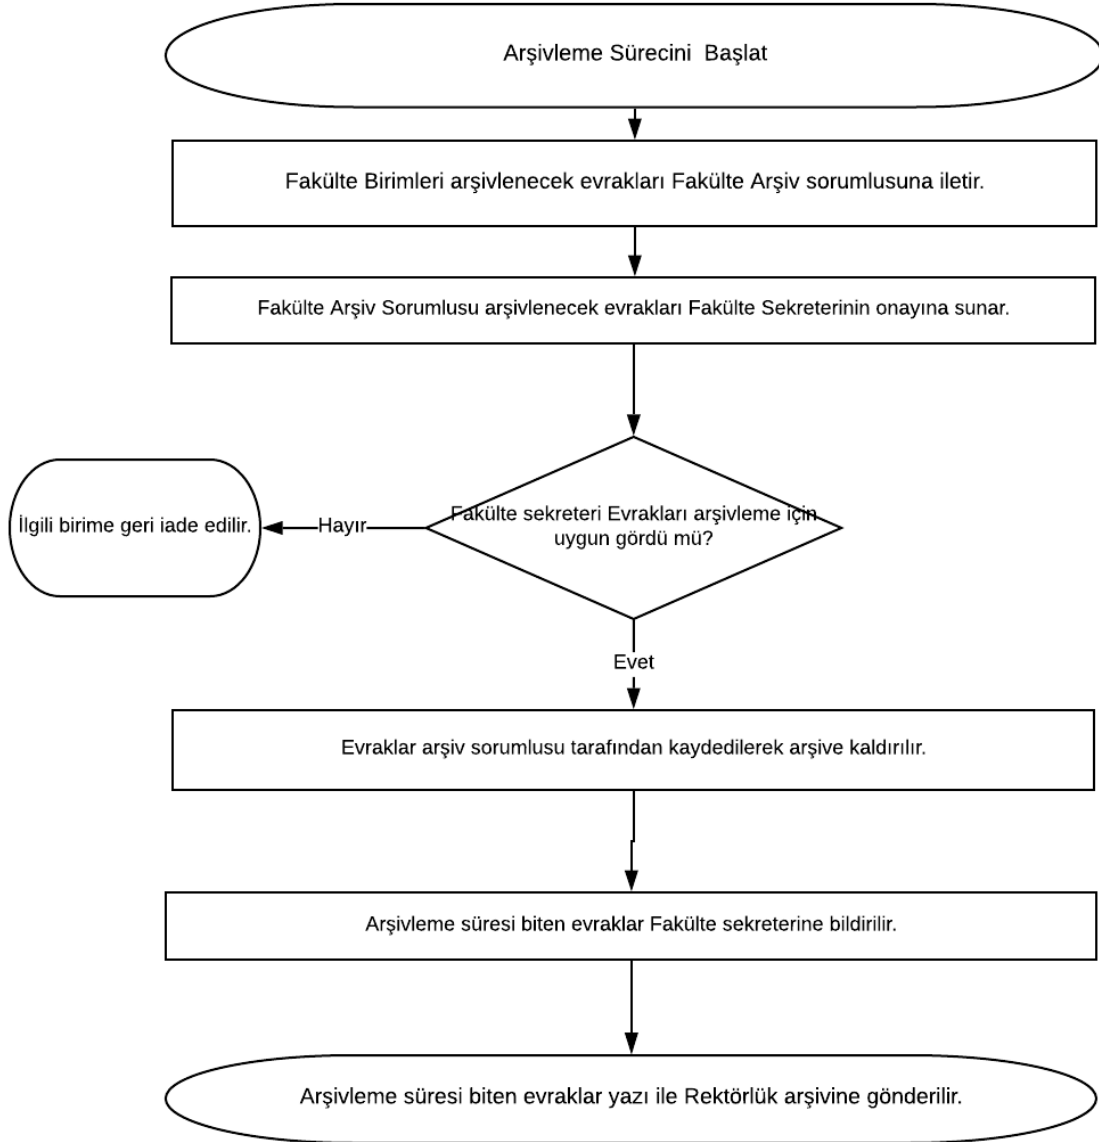 Arşivleme Sürecini Başlat
Fakülte Birimleri arşivlenecek evrakları Fakülte Arşiv sorumlusuna iletir.
Fakülte Arşiv Sorumlusu arşivlenecek evrakları Fakülte Sekreterinin onayına sunar.
Fakülte sekreteri Evrakları arşivleme için
uygun gördü mü?
Hayır
İlgili birime geri iade edilir.
Evet
Evraklar arşiv sorumlusu tarafından kaydedilerek arşive kaldırılır.
Arşivleme süresi biten evraklar Fakülte sekreterine bildirilir.
Arşivleme süresi biten evraklar yazı ile Rektörlük arşivine gönderilir.